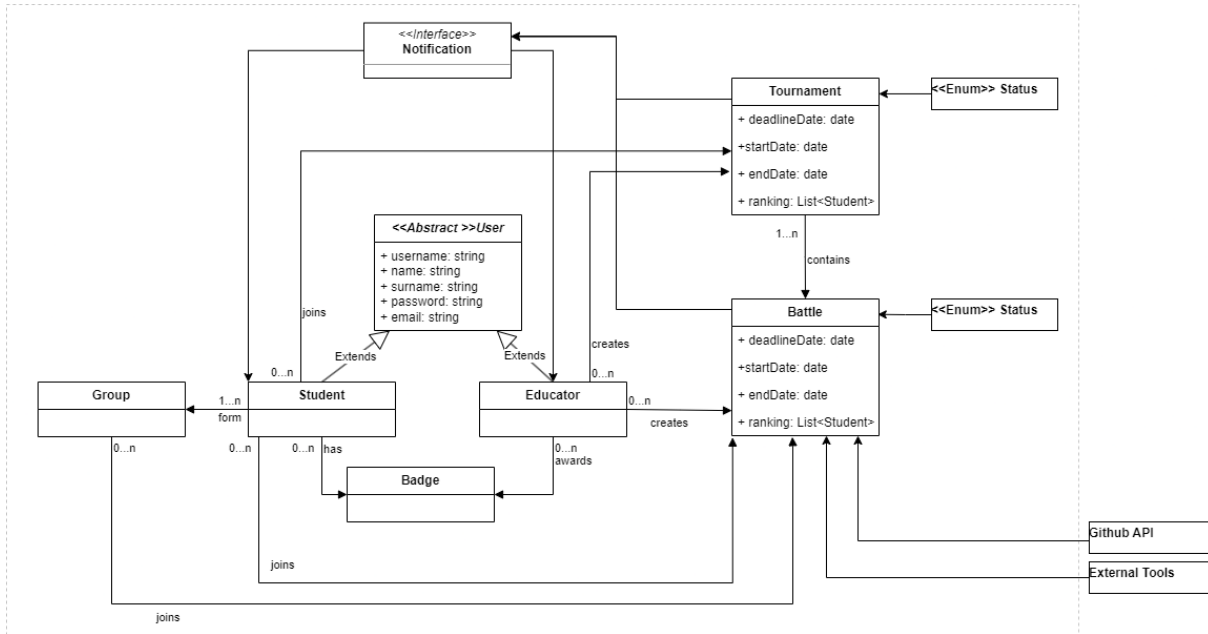 <<Interface>>
Notification
Tournament
+ deadlineDate: date
+startDate: date
+ endDate: date
+ ranking: List<Student>
<<Enum>> Status
1...n
contains
<<Abstract >>User
+ username: string
+ name: string
+ surname: string
+ password: string
+ email: string
joins
0...n
Extends
Extends
creates
0...n
Battle
+ deadlineDate: date
+startDate: date
+ endDate: date
+ ranking: List<Student>
<<Enum>> Status
Group
1...n
form
Student
Educator
0...n
creates
0...n
0...n
0...n
has
0...n
awards
Badge
joins
joins
Github API
External Tools